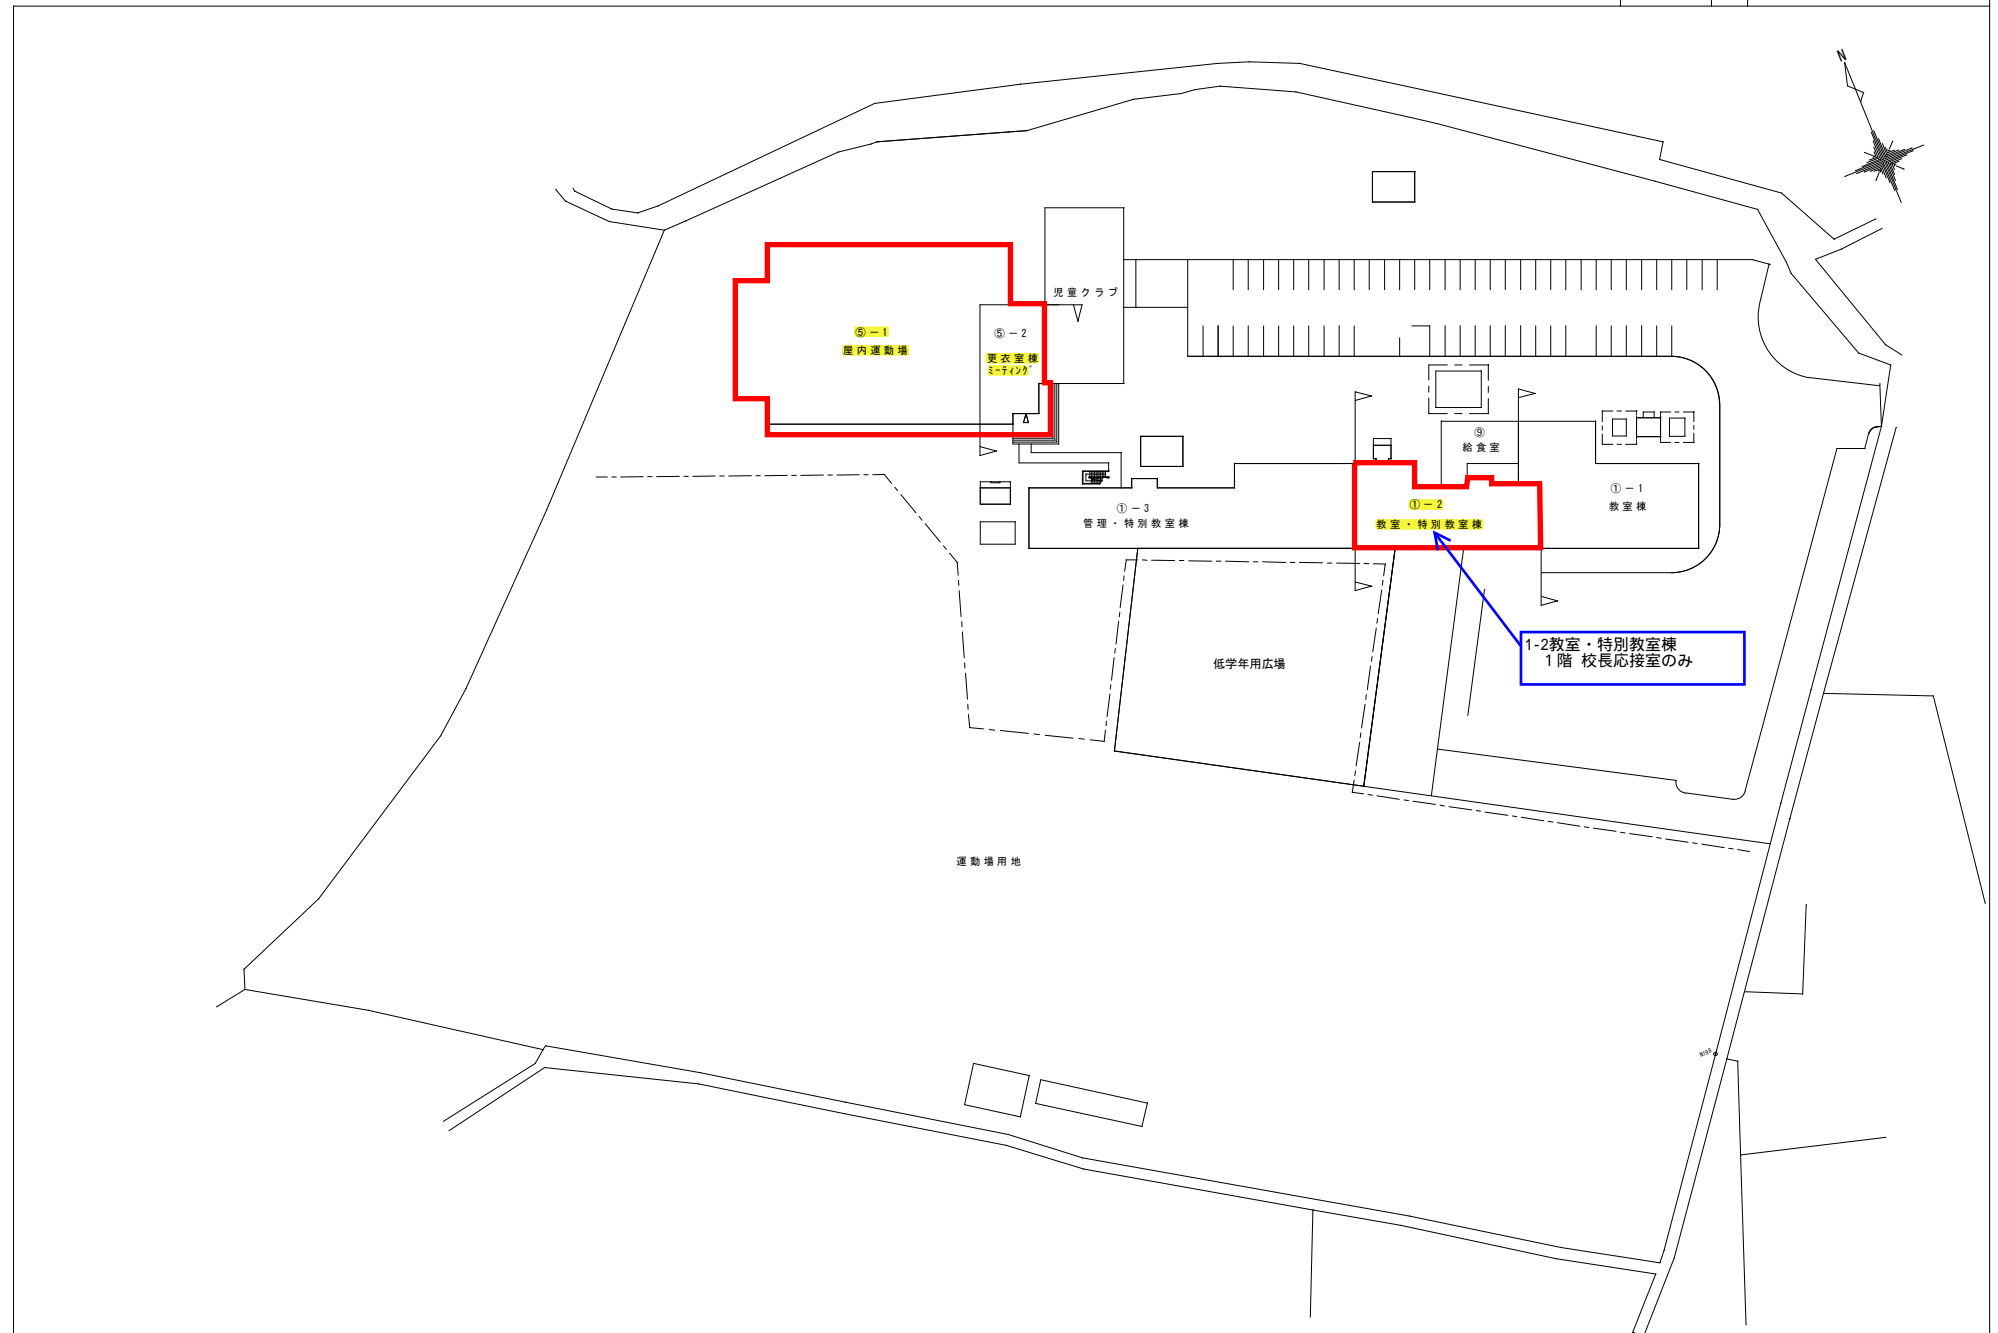 N
児童クラブ
⑤－1
屋内運動場
⑤－2
更衣室棟
ミーティング
⑨
給食室
①－1
教室棟
①－2
教室・特別教室棟
①－3
管理・特別教室棟
1-2教室・特別教室棟
1階 校長応接室のみ
低学年用広場
運動場用地